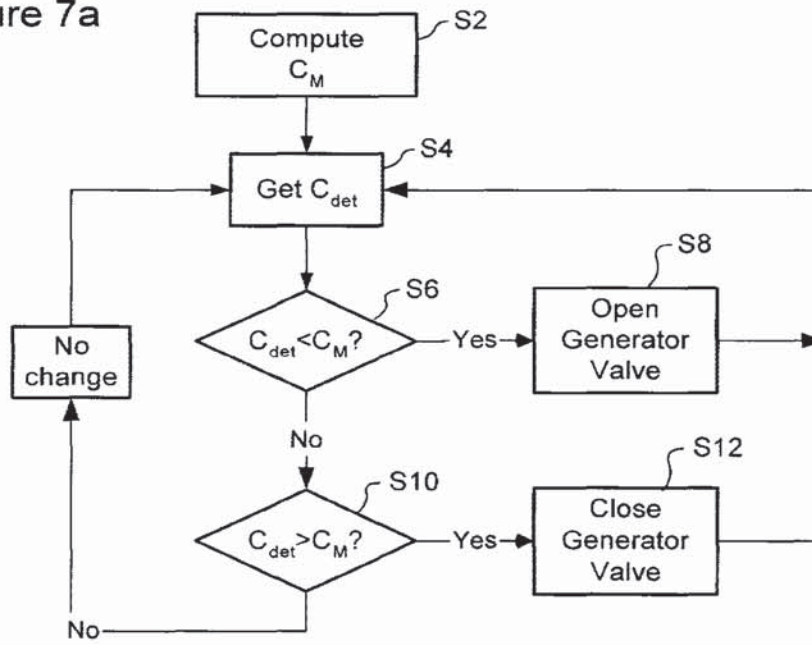 ure 7a
Compute
C_M
S2
S4
Get C_det
S6
C_det<C_M?
Yes
S8
Open
Generator
Valve
No
change
No
S10
C_det>C_M?
Yes
S12
Close
Generator
Valve
No